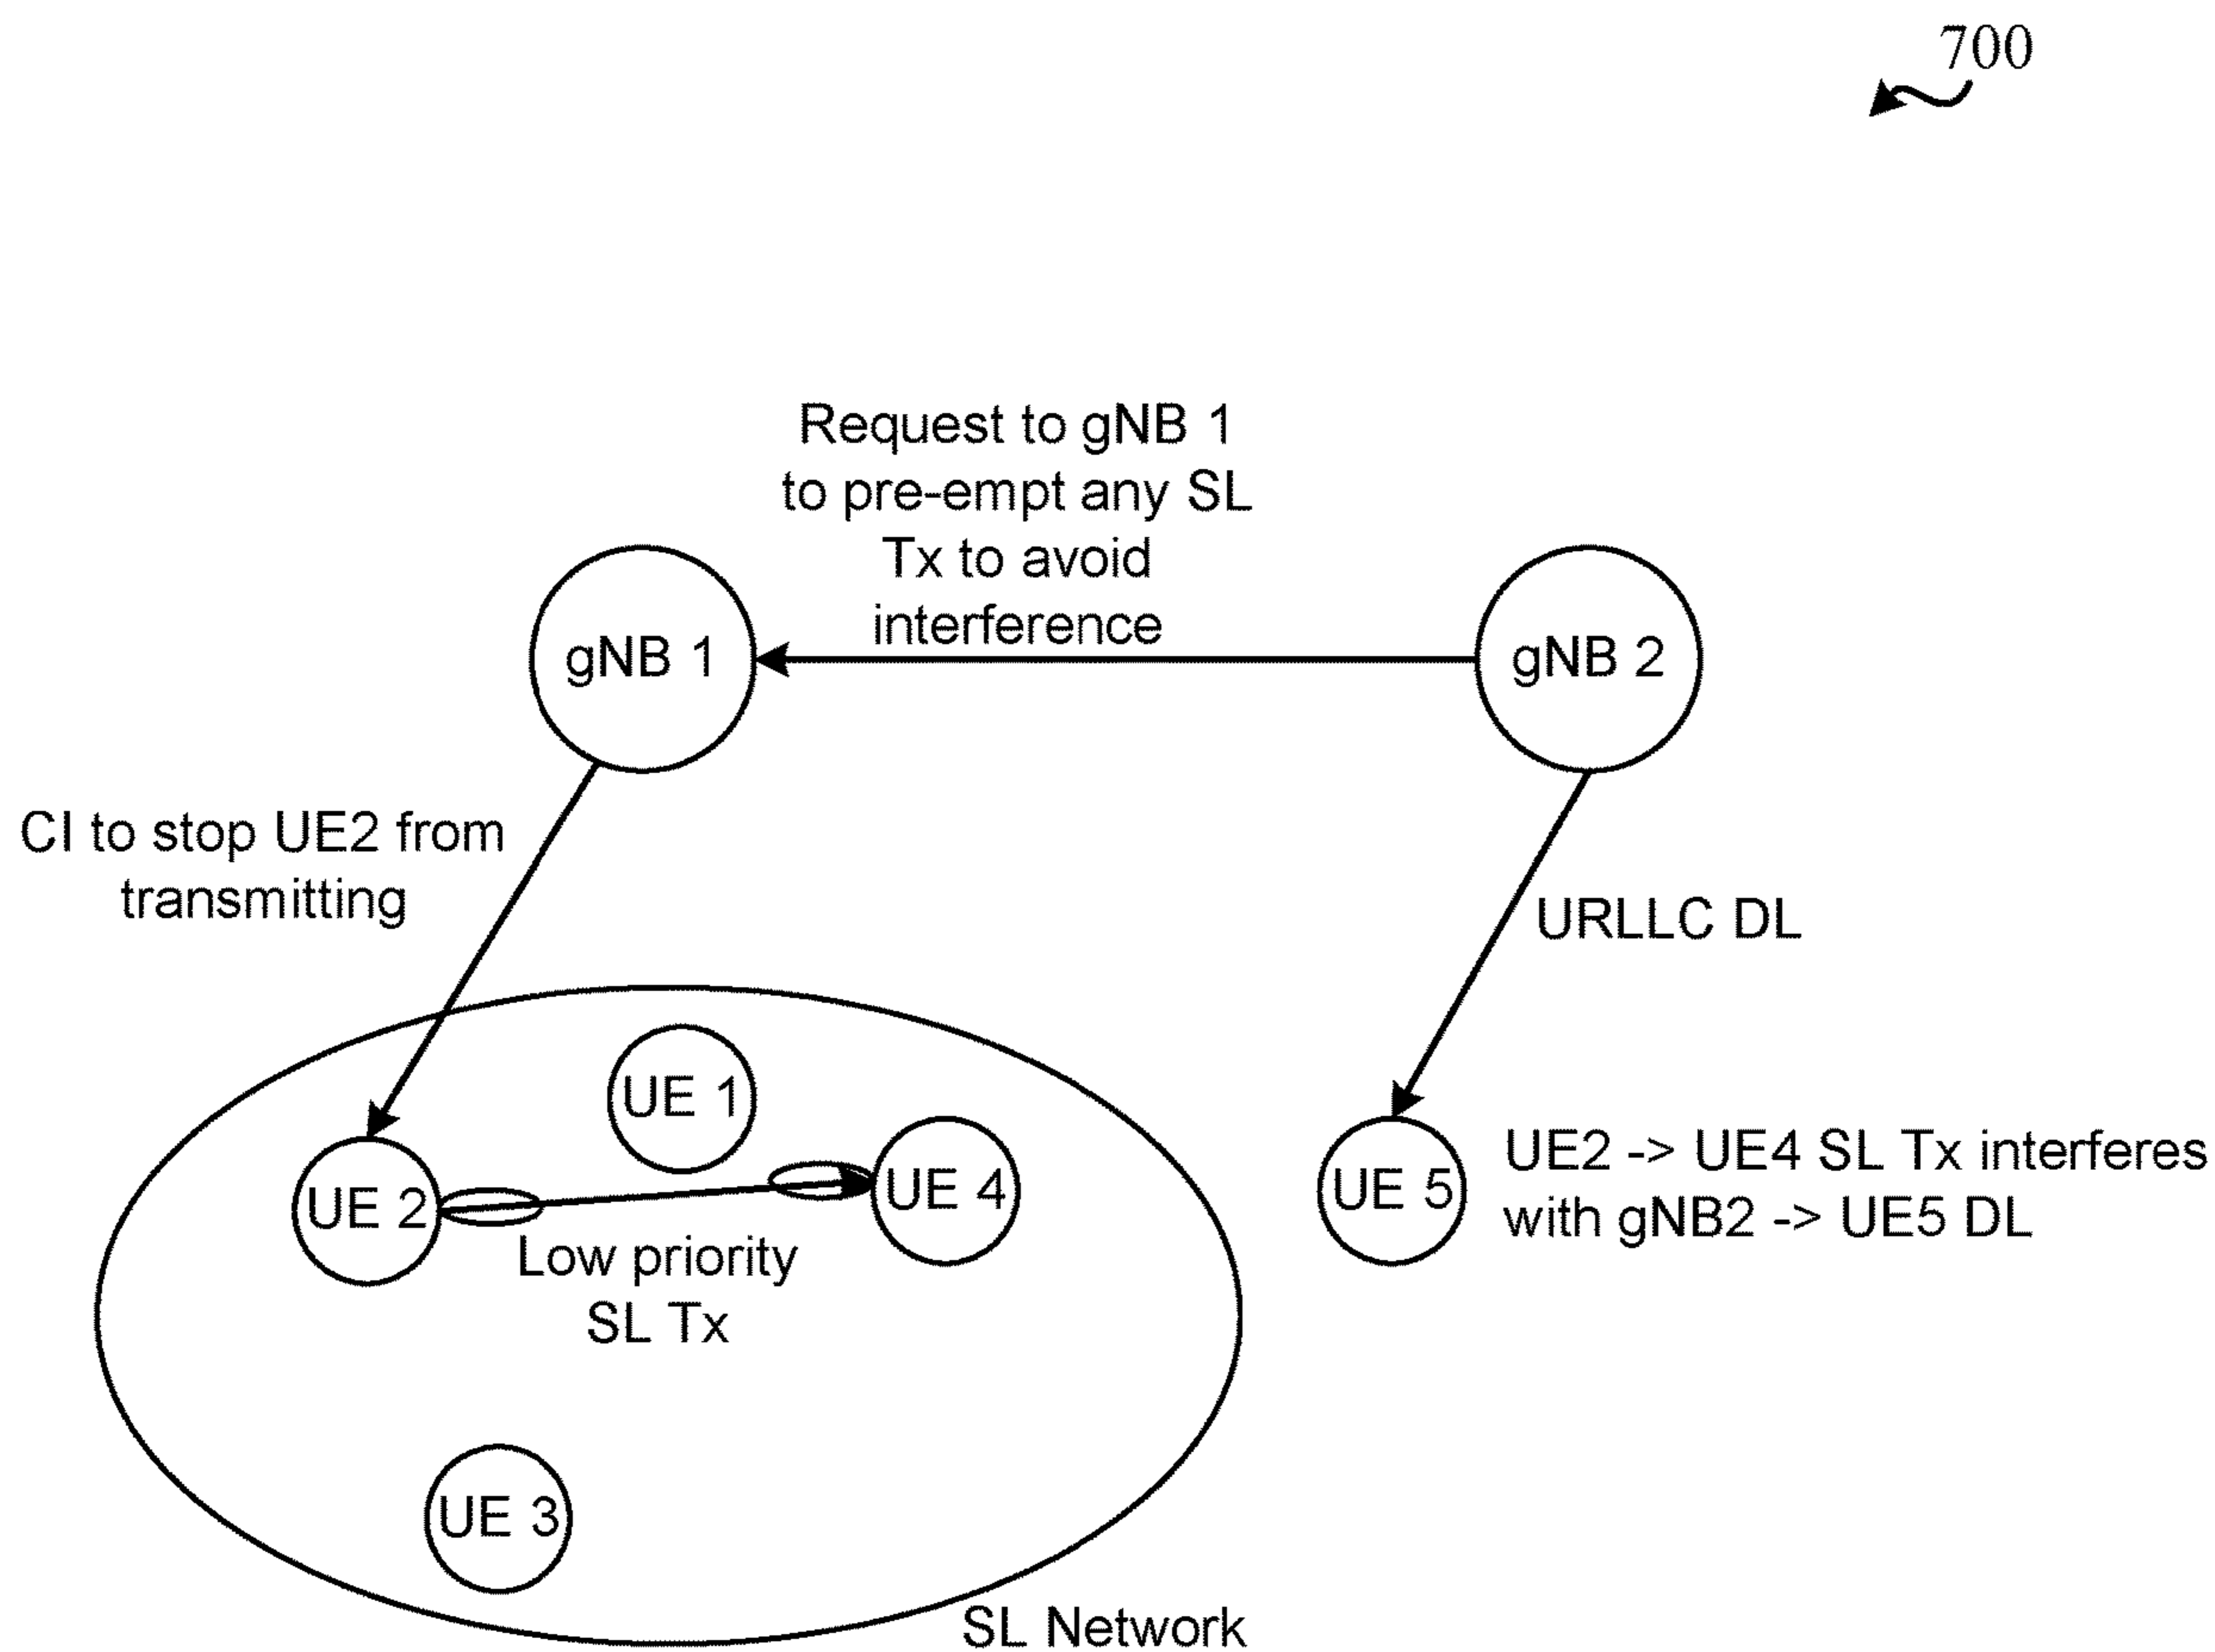 700
Request to gNB 1
to pre-empt any SL
Tx to avoid
interference
gNB 1
gNB 2
CI to stop UE2 from
transmitting
URLLC DL
UE 1
UE 2
UE 4
UE 5
UE2 -> UE4 SL Tx interferes
with gNB2 -> UE5 DL
Low priority
SL Tx
UE 3
SL Network